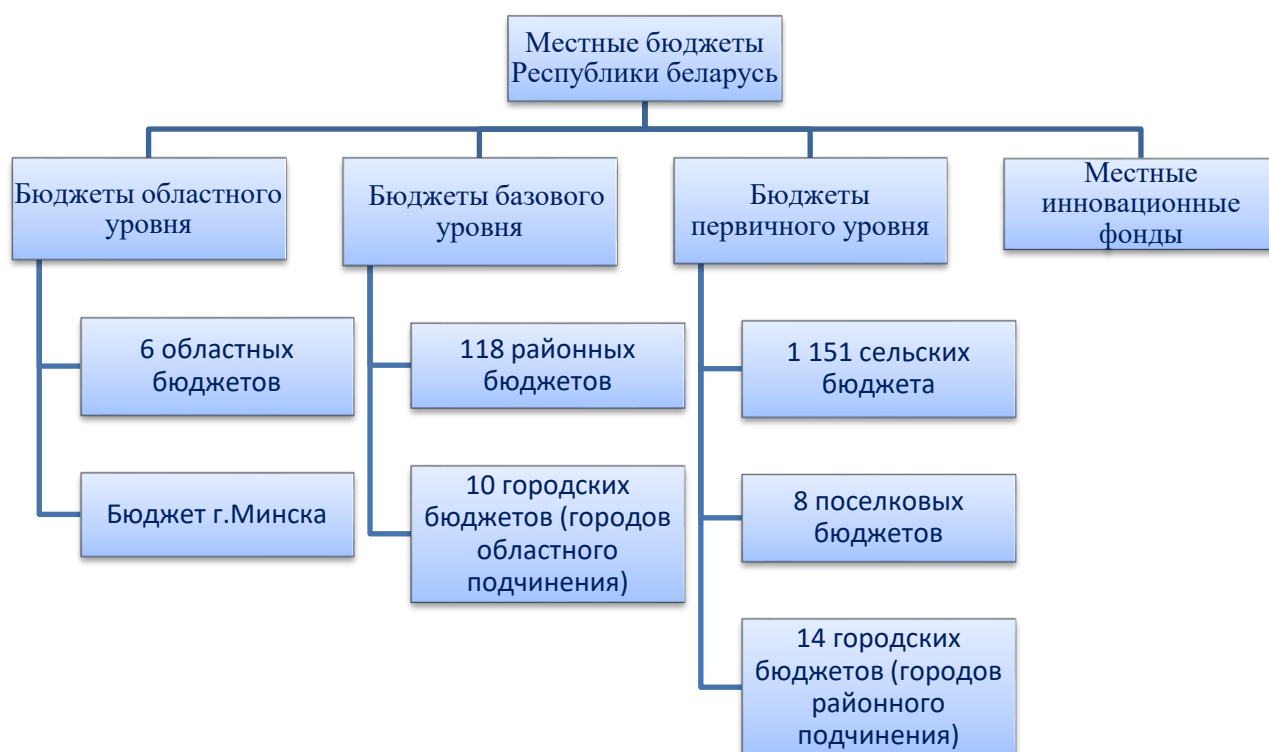 Местные бюджеты
Республики беларусь
Бюджеты областного
уровня
Бюджеты базового
уровня
Бюджеты
первичного уровня
Местные
инновационные
фонды
6 областных
бюджетов
Бюджет г.Минска
118 районных
бюджетов
10 городских
бюджетов (городов
областного
подчинения)
1 151 сельских
бюджета
8 поселковых
бюджетов
14 городских
бюджетов (городов
районного
подчинения)